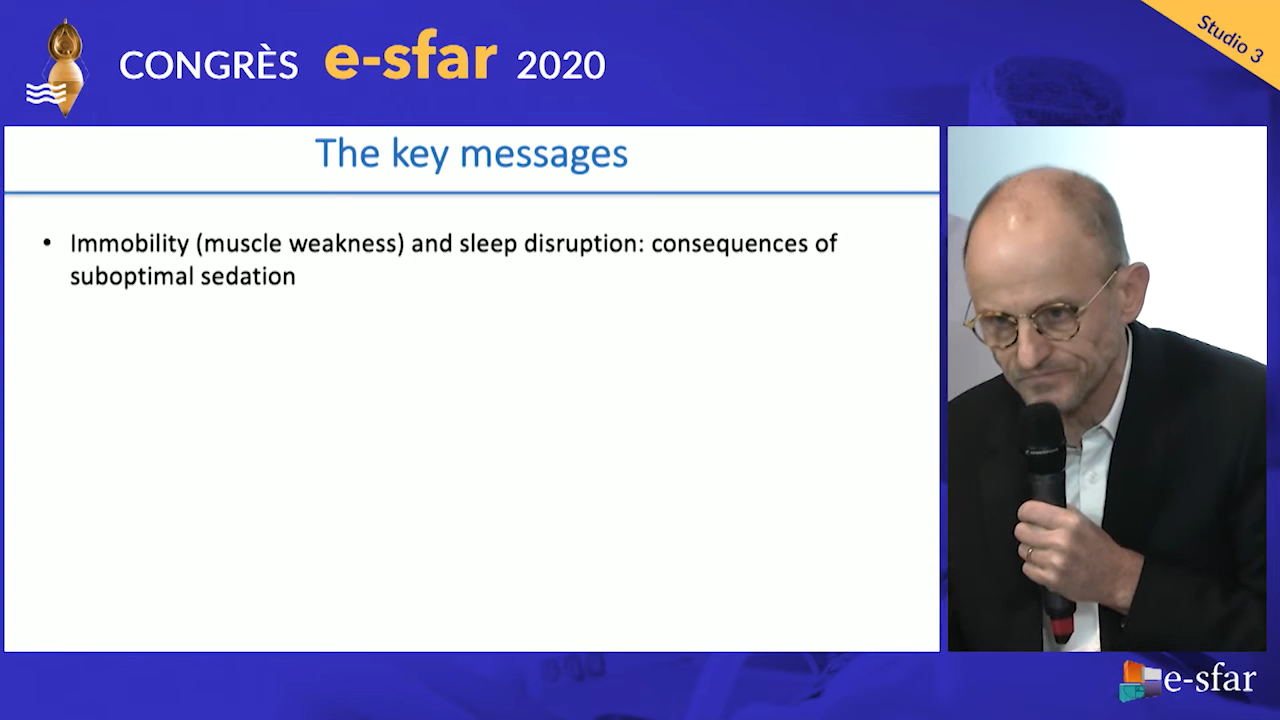 CONGRÈS e-sfar 2020
Studio 3
The key messages
• Immobility (muscle weakness) and sleep disruption: consequences of
suboptimal sedation
e-sfar